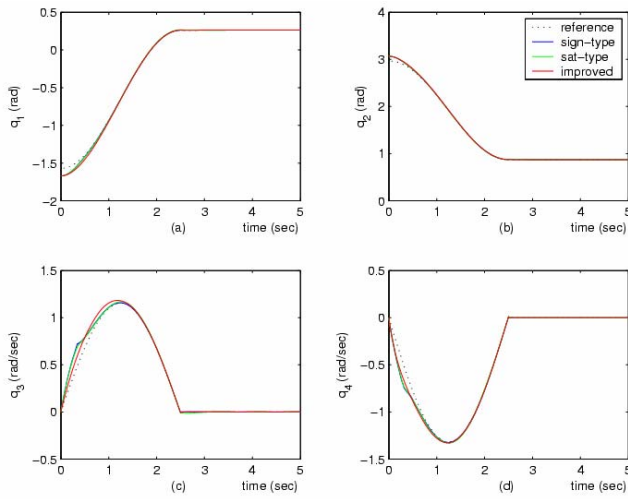 0.5
0
−0.5
−1
−1.5
−2
q1 (rad)
0 1 2 3 4 5
(a) time (sec)
4
3
2
1
0
q2 (rad)
reference
sign−type
sat−type
improved
0 1 2 3 4 5
(b) time (sec)
1.5
1
0.5
0
−0.5
q3 (rad/sec)
0 1 2 3 4 5
(c) time (sec)
0.5
0
−0.5
−1
−1.5
q4 (rad/sec)
0 1 2 3 4 5
(d) time (sec)